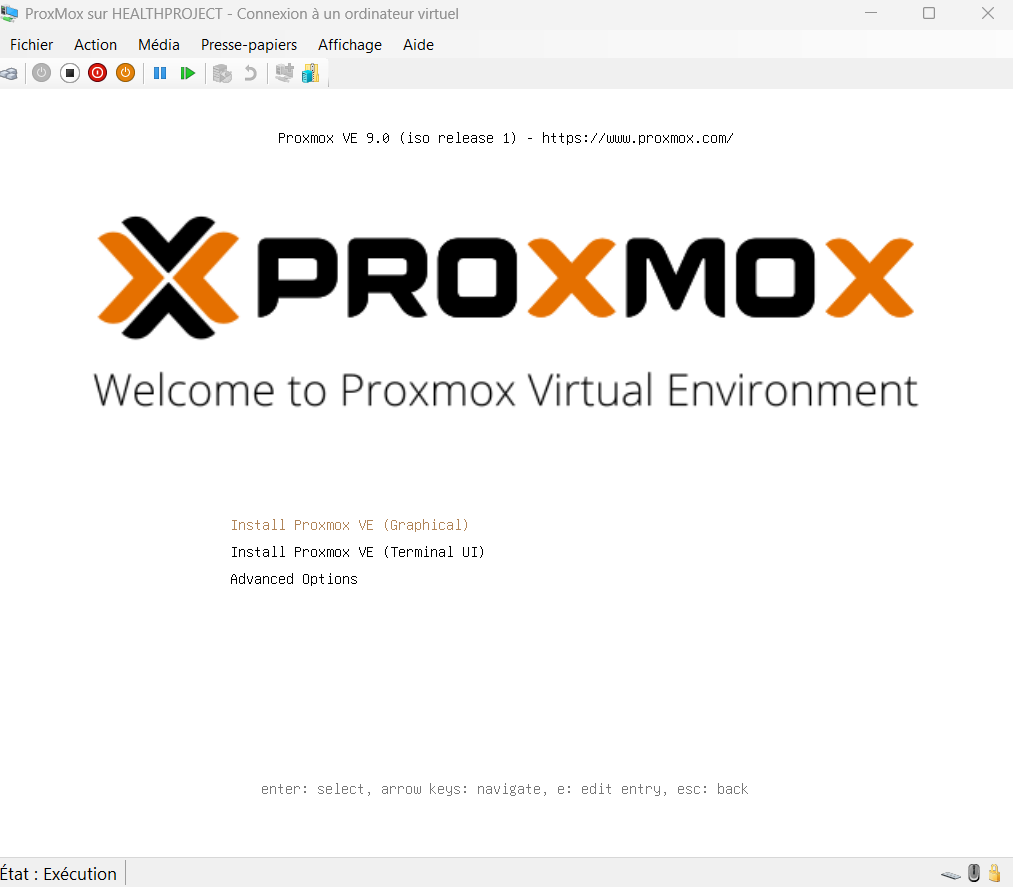 ProxMox sur HEALTHPROJECT - Connexion à un ordinateur virtuel
Fichier Action Média Presse-papiers Affichage Aide
Proxmox VE 9.0 (iso release 1) - https://www.proxmox.com/
PROXMOX
Welcome to Proxmox Virtual Environment
Install Proxmox VE (Graphical)
Install Proxmox VE (Terminal UI)
Advanced Options
enter: select, arrow keys: navigate, e: edit entry, esc: back
État : Exécution